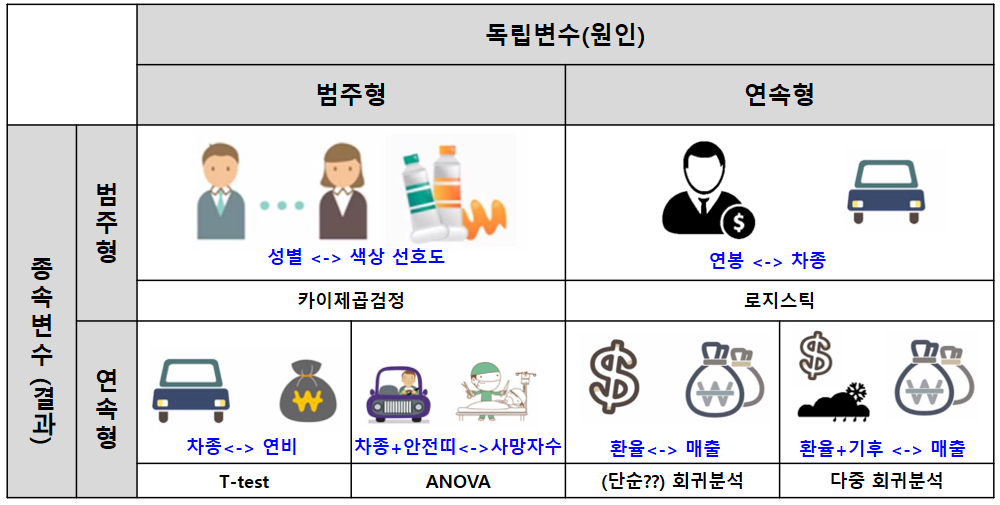 독립변수(원인)
범주형
연속형
종속변수 (결과)
범주형
성별 <-> 색상 선호도
$
연봉 <-> 차종
카이제곱검정
로지스틱
연속형
₩
차종<-> 연비
차종+안전띠<->사망자수
$
₩
환율<-> 매출
$
₩
환율+기후 <-> 매출
T-test
ANOVA
(단순??) 회귀분석
다중 회귀분석